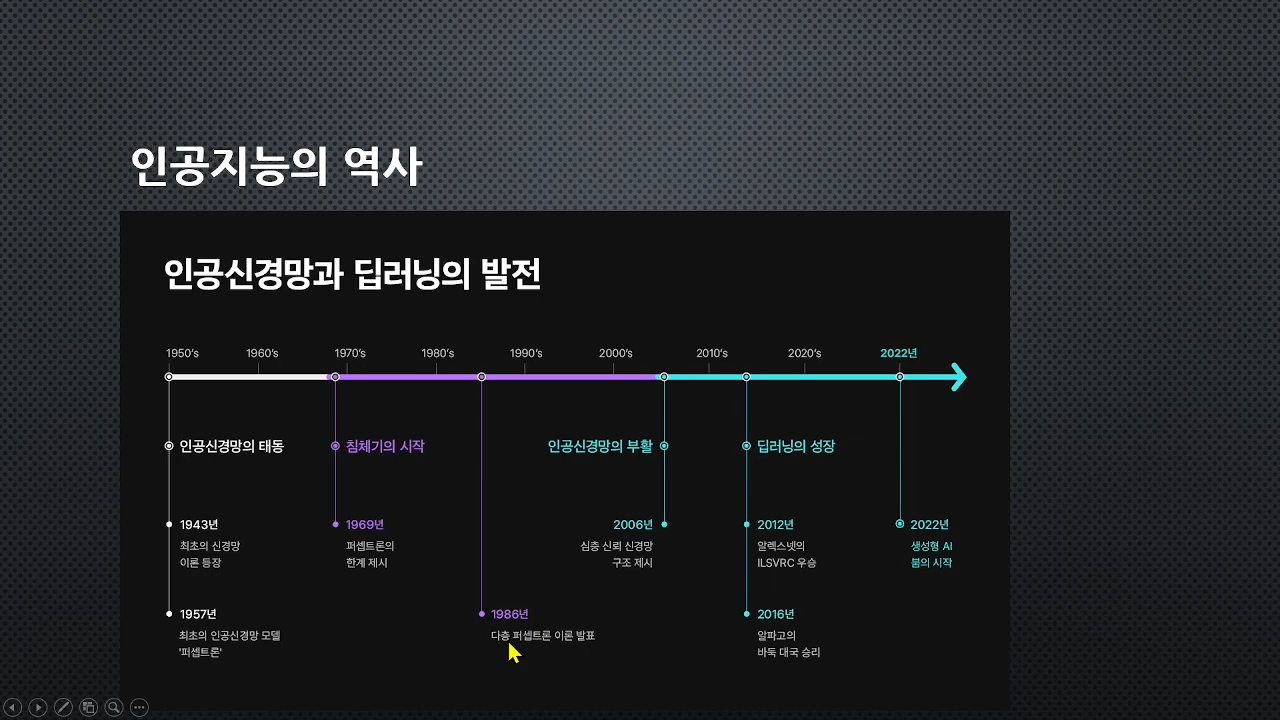 인공지능의 역사
인공신경망과 딥러닝의 발전
1950's 1960's 1970's 1980's 1990's 2000's 2010's 2020's 2022년
인공신경망의 태동
침체기의 시작
인공신경망의 부활
딥러닝의 성장
1943년
최초의 신경망
이론 등장
1969년
퍼셉트론의
한계 제시
2006년
심층 신뢰 신경망
구조 제시
2012년
알렉스넷의
ILSVRC 우승
2022년
생성형 AI
붐의 시작
1957년
최초의 인공신경망 모델
'퍼셉트론'
1986년
다층 퍼셉트론 이론 발표
2016년
알파고의
바둑 대국 승리